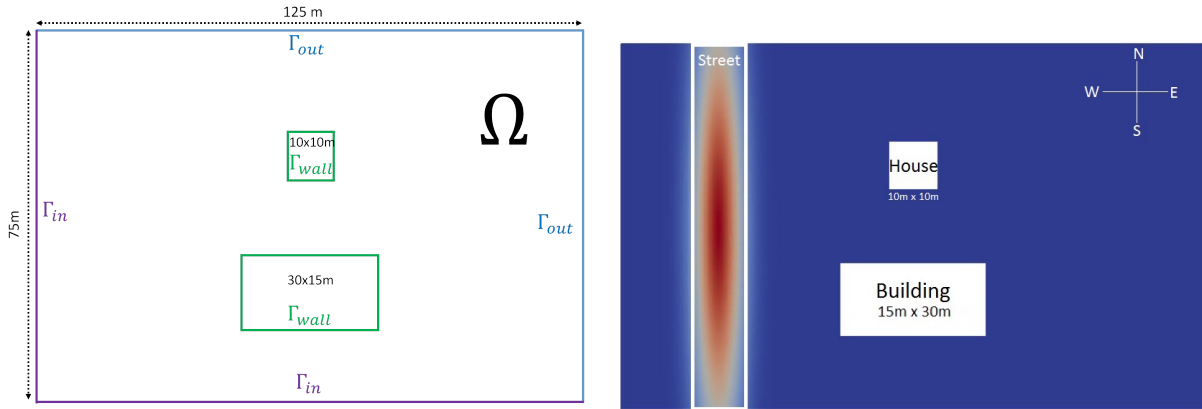 125 m
Γout
Ω
10x10m
Γwall
Γin
75m
Γout
30x15m
Γwall
Γin
Street
N
W E
S
House
10m x 10m
Building
15m x 30m